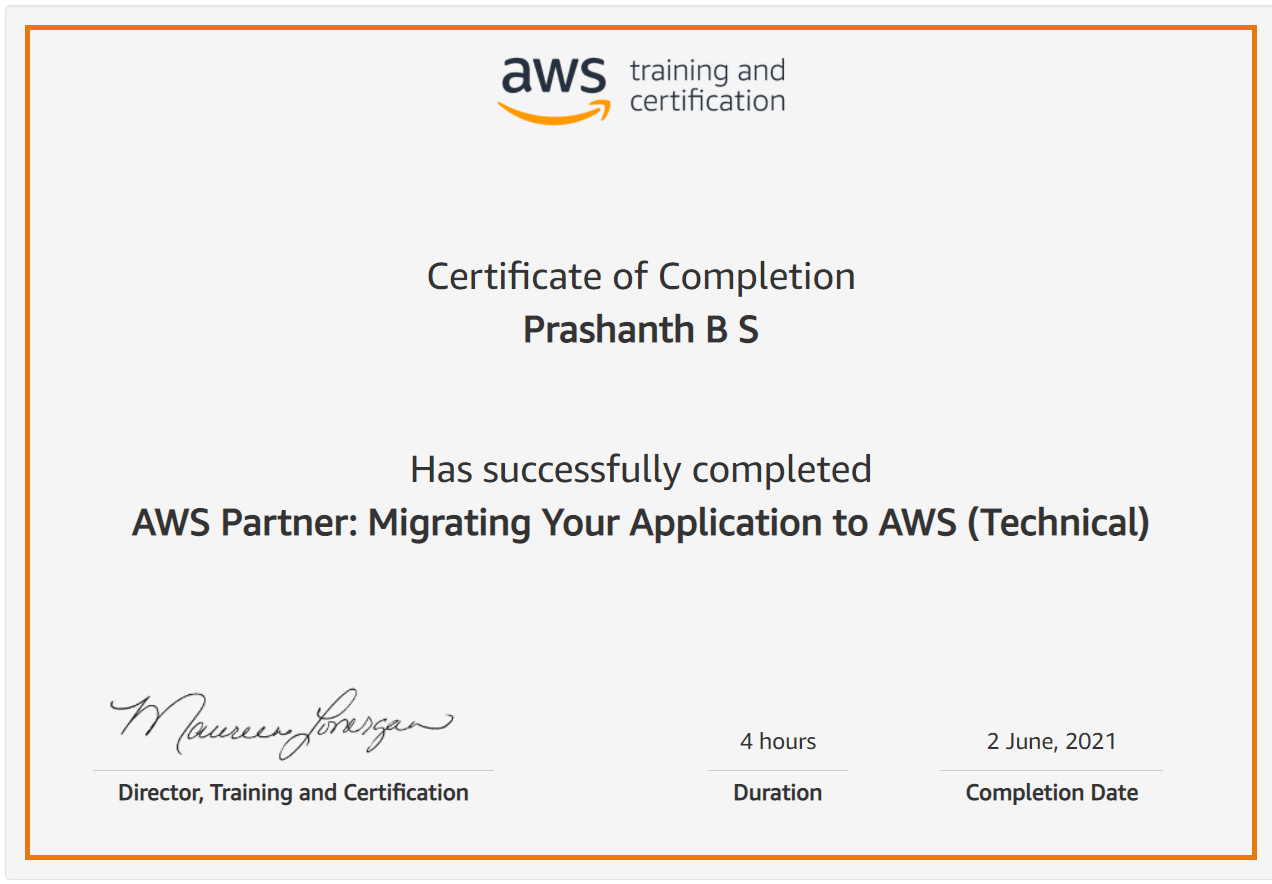 aws training and
certification
Certificate of Completion
Prashanth B S
Has successfully completed
AWS Partner: Migrating Your Application to AWS (Technical)
Maureen Lonergan
4 hours
2 June, 2021
Director, Training and Certification
Duration
Completion Date